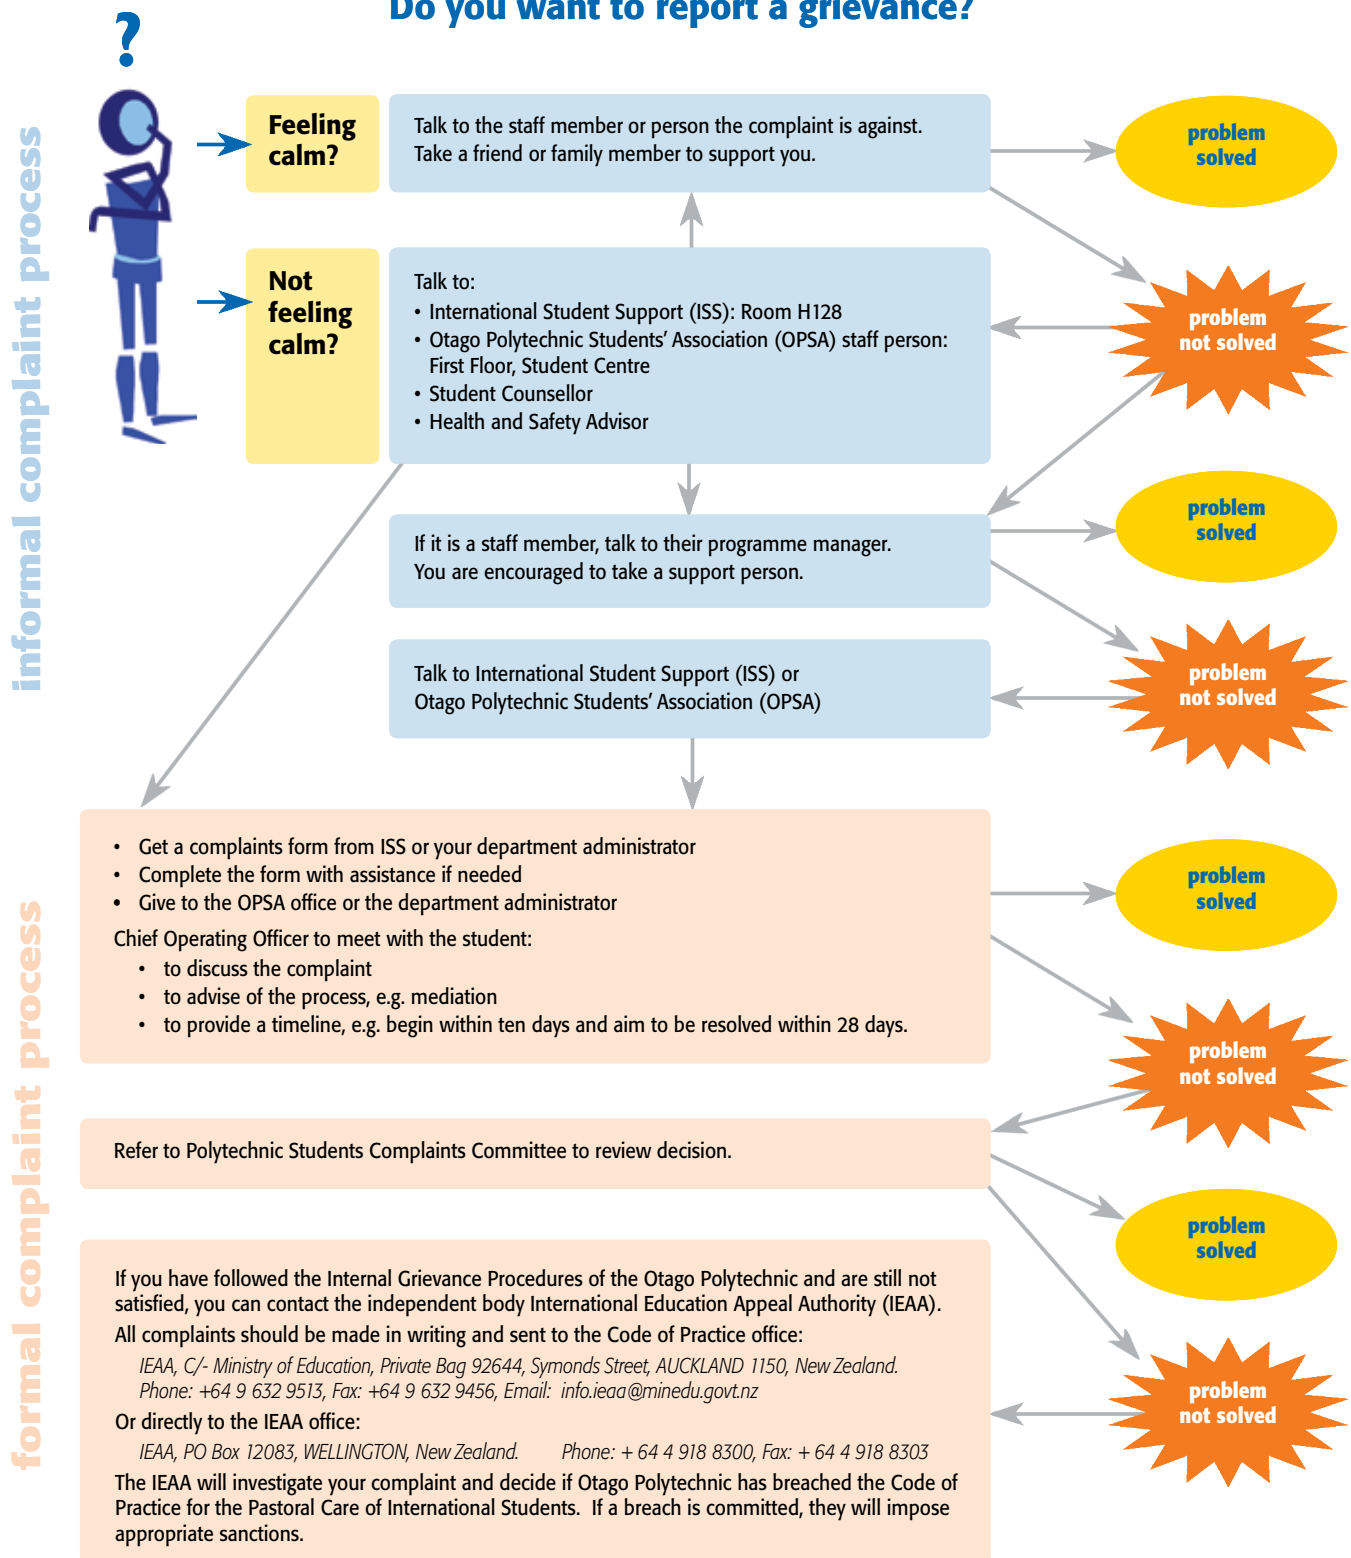 Do you want to report a grievance?
?
informal complaint process
Feeling
calm?
Talk to the staff member or person the complaint is against.
Take a friend or family member to support you.
problem
solved
Not
feeling
calm?
Talk to:
• International Student Support (ISS): Room H128
• Otago Polytechnic Students' Association (OPSA) staff person:
First Floor, Student Centre
• Student Counsellor
• Health and Safety Advisor
problem
not solved
If it is a staff member, talk to their programme manager.
You are encouraged to take a support person.
problem
solved
Talk to International Student Support (ISS) or
Otago Polytechnic Students' Association (OPSA)
problem
not solved
formal complaint process
• Get a complaints form from ISS or your department administrator
• Complete the form with assistance if needed
• Give to the OPSA office or the department administrator
Chief Operating Officer to meet with the student:
• to discuss the complaint
• to advise of the process, e.g. mediation
• to provide a timeline, e.g. begin within ten days and aim to be resolved within 28 days.
problem
solved
problem
not solved
Refer to Polytechnic Students Complaints Committee to review decision.
problem
solved
If you have followed the Internal Grievance Procedures of the Otago Polytechnic and are still not
satisfied, you can contact the independent body International Education Appeal Authority (IEAA).
All complaints should be made in writing and sent to the Code of Practice office:
IEAA, C/- Ministry of Education, Private Bag 92644, Symonds Street, AUCKLAND 1150, New Zealand.
Phone: +64 9 632 9513, Fax: +64 9 632 9456, Email: info.ieaa@minedu.govt.nz
Or directly to the IEAA office:
IEAA, PO Box 12083, WELLINGTON, New Zealand. Phone: + 64 4 918 8300, Fax: + 64 4 918 8303
The IEAA will investigate your complaint and decide if Otago Polytechnic has breached the Code of
Practice for the Pastoral Care of International Students. If a breach is committed, they will impose
appropriate sanctions.
problem
not solved